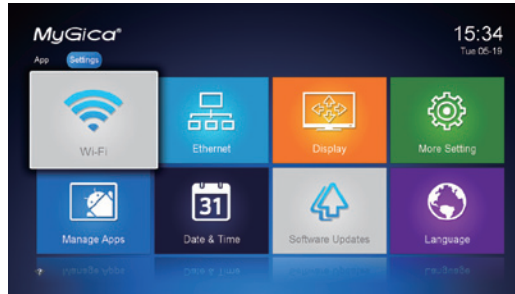 MyGica®
15:34
Tue 05-19
App Settings
Wi-Fi
Ethernet
Display
More Setting
31
Manage Apps
Date & Time
Software Updates
Language
?